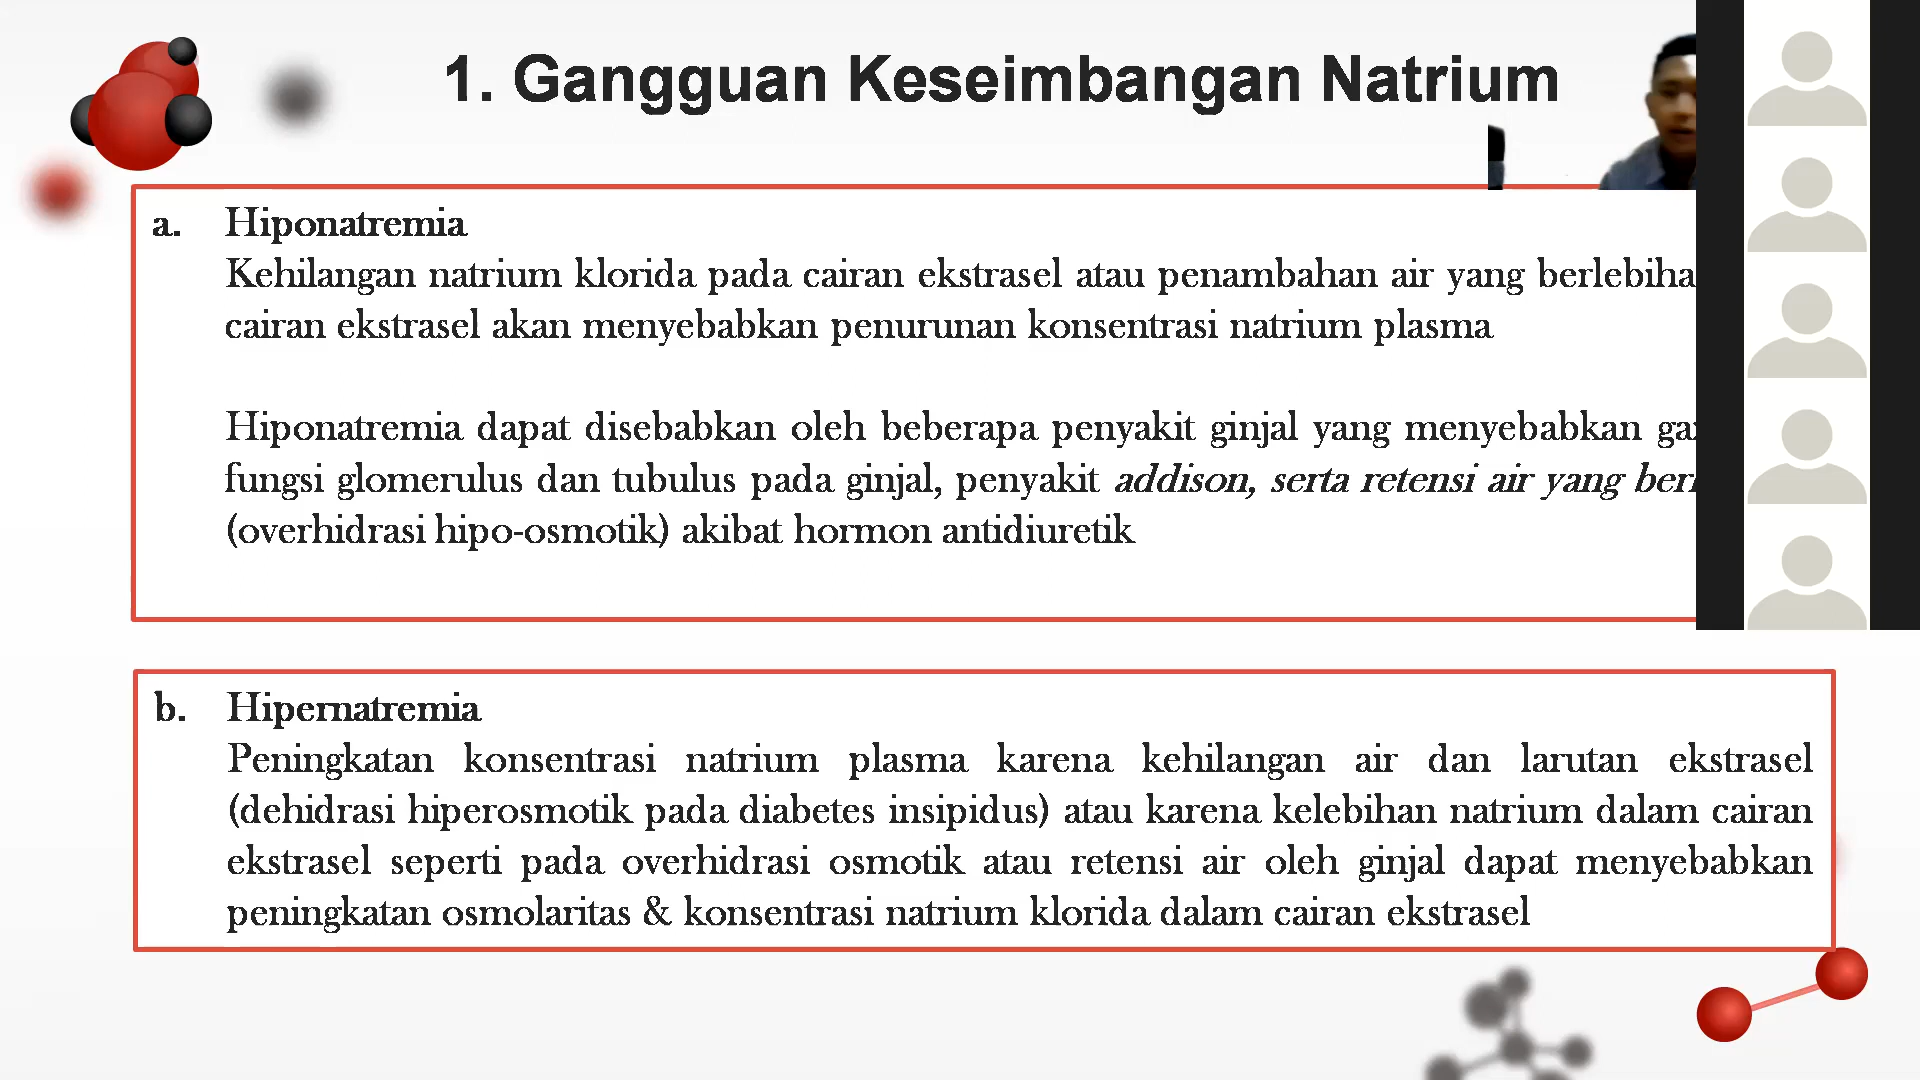 1. Gangguan Keseimbangan Natrium
a. Hiponatremia
Kehilangan natrium klorida pada cairan ekstrasel atau penambahan air yang
cairan ekstrasel akan menyebabkan penurunan konsentrasi natrium plasma
Hiponatremia dapat disebabkan oleh beberapa penyakit ginjal yang menyebabkan
fungsi glomerulus dan tubulus pada ginjal, penyakit addison, serta retensi air yang
(overhidrasi hipo-osmotik) akibat hormon antidiuretik
b. Hipernatremia
Peningkatan konsentrasi natrium plasma karena kehilangan air dan larutan ekstrasel
(dehidrasi hiperosmotik pada diabetes insipidus) atau karena kelebihan natrium dalam cairan
ekstrasel seperti pada overhidrasi osmotik atau retensi air oleh ginjal dapat menyebabkan
peningkatan osmolaritas & konsentrasi natrium klorida dalam cairan ekstrasel